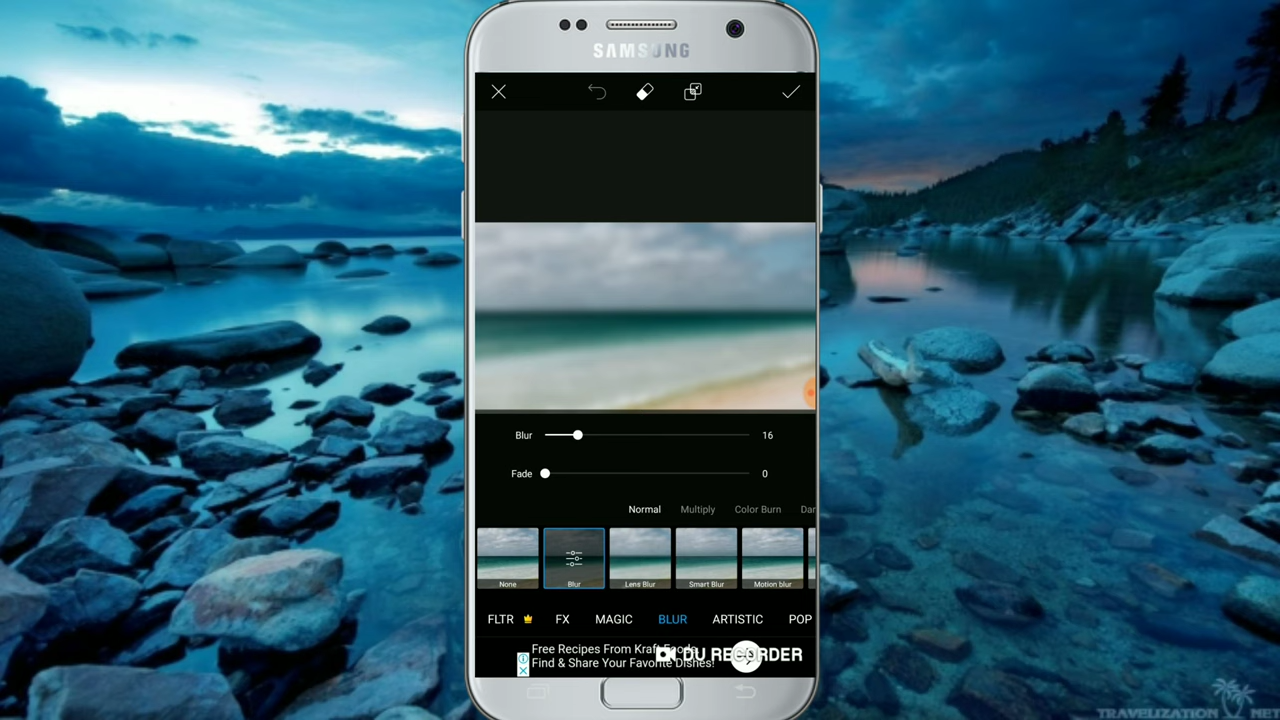 SAMSUNG
Blur 16
Fade 0
Normal Multiply Color Burn Dar
None Blur Lens Blur Smart Blur Motion blur
FLTR FX MAGIC BLUR ARTISTIC POP
Free Recipes From Kraft Foods
Find & Share Your Favorite Dishes!
DU RECORDER
TRAVELIZATION NET